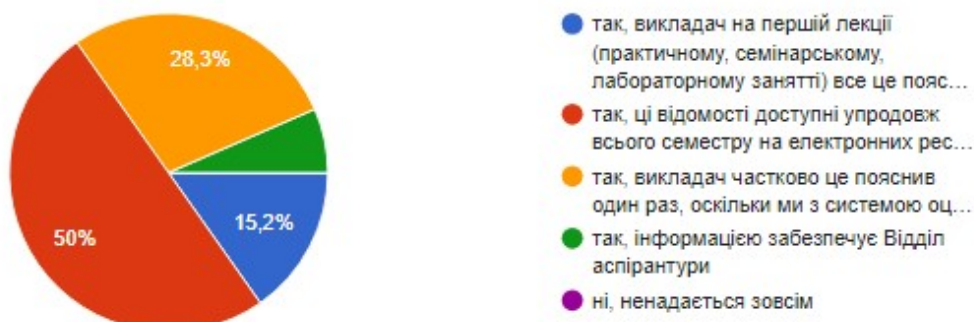 28,3%
15,2%
50%
так, викладач на першій лекції
(практичному, семінарському,
лабораторному занятті) все це пояс…
так, ці відомості доступні упродовж
всього семестру на електронних рес…
так, викладач частково це пояснив
один раз, оскільки ми з системою оц…
так, інформацією забезпечує Відділ
аспірантури
ні, ненадається зовсім